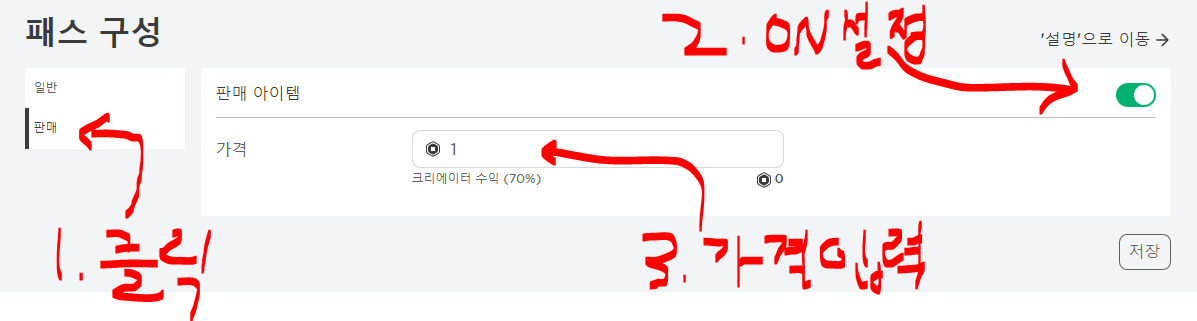 패스 구성
2. ON설정
'설명'으로 이동
일반
판매 아이템
판매
가격
1
크리에이터 수익 (70%)
0
1. 클릭
3. 가격입력
저장